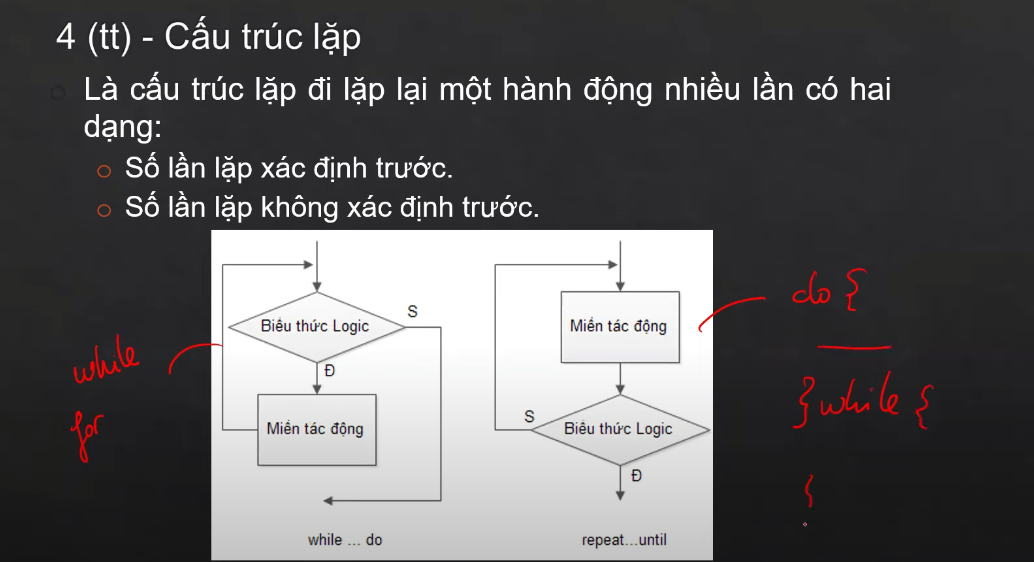 4 (tt) - Cấu trúc lặp
Là cấu trúc lặp đi lặp lại một hành động nhiều lần có hai
dạng:
Số lần lặp xác định trước.
Số lần lặp không xác định trước.
Biểu thức Logic
S
Đ
Miền tác động
while ... do
Miền tác động
S
Biểu thức Logic
Đ
repeat...until
while
for
do {
} while {
{